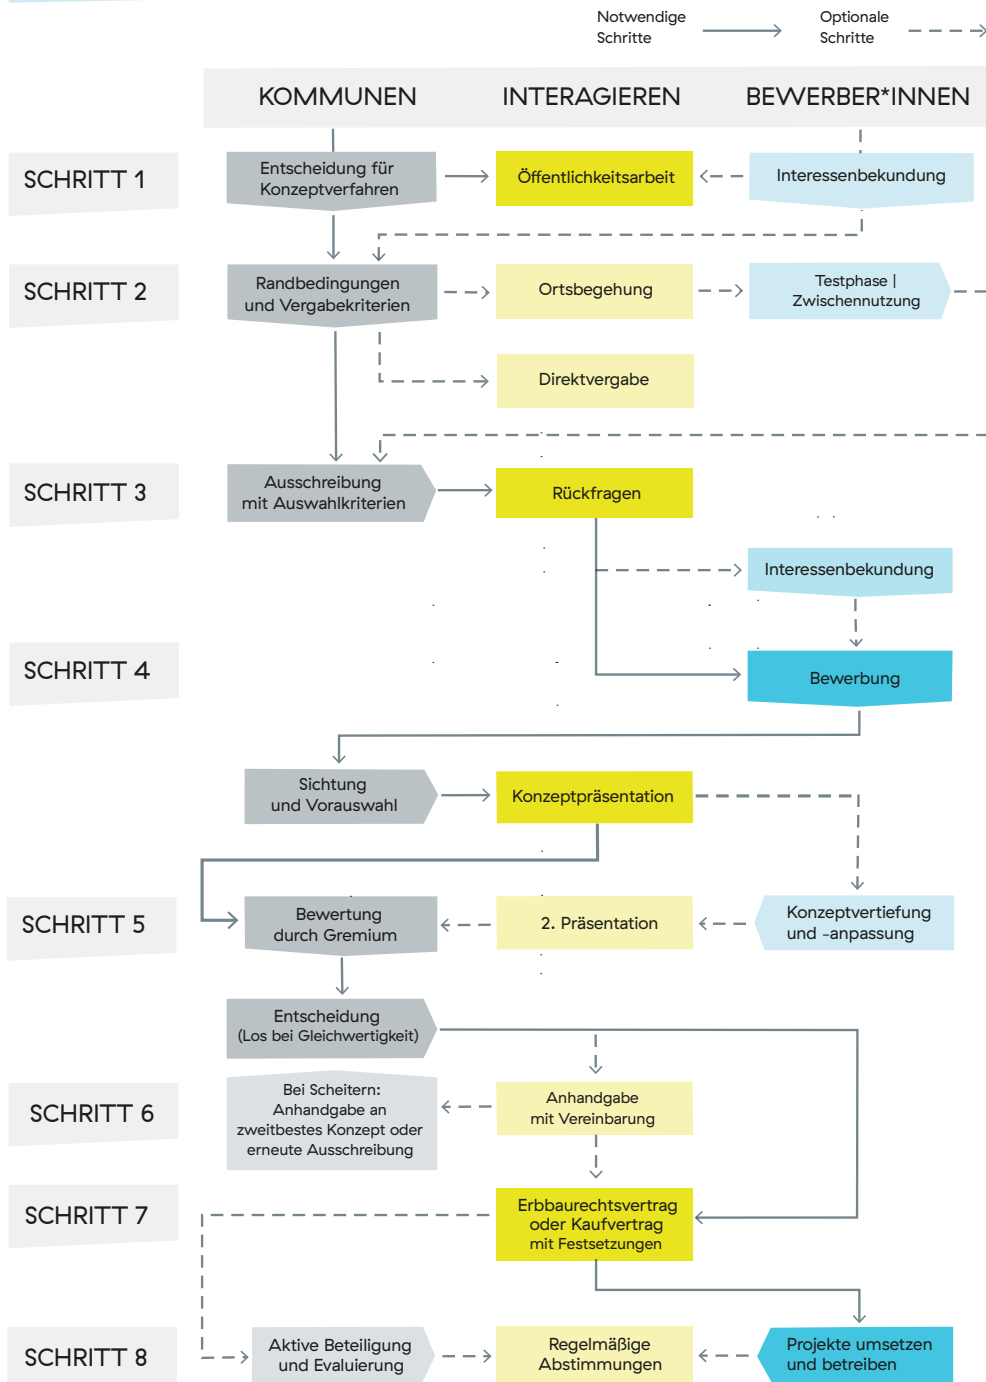 Notwendige
Schritte
Optionale
Schritte
KOMMUNEN
INTERAGIEREN
BEWERBER*INNEN
SCHRITT 1
Entscheidung für
Konzeptverfahren
Öffentlichkeitsarbeit
Interessenbekundung
SCHRITT 2
Randbedingungen
und Vergabekriterien
Ortsbegehung
Testphase |
Zwischennutzung
Direktvergabe
SCHRITT 3
Ausschreibung
mit Auswahlkriterien
Rückfragen
Interessenbekundung
SCHRITT 4
Bewerbung
Sichtung
und Vorauswahl
Konzeptpräsentation
SCHRITT 5
Bewertung
durch Gremium
2. Präsentation
Konzeptvertiefung
und -anpassung
Entscheidung
(Los bei Gleichwertigkeit)
SCHRITT 6
Bei Scheitern:
Anhandgabe an
zweitbestes Konzept oder
erneute Ausschreibung
Anhandgabe
mit Vereinbarung
SCHRITT 7
Erbbaurechtsvertrag
oder Kaufvertrag
mit Festsetzungen
SCHRITT 8
Aktive Beteiligung
und Evaluierung
Regelmäßige
Abstimmungen
Projekte umsetzen
und betreiben